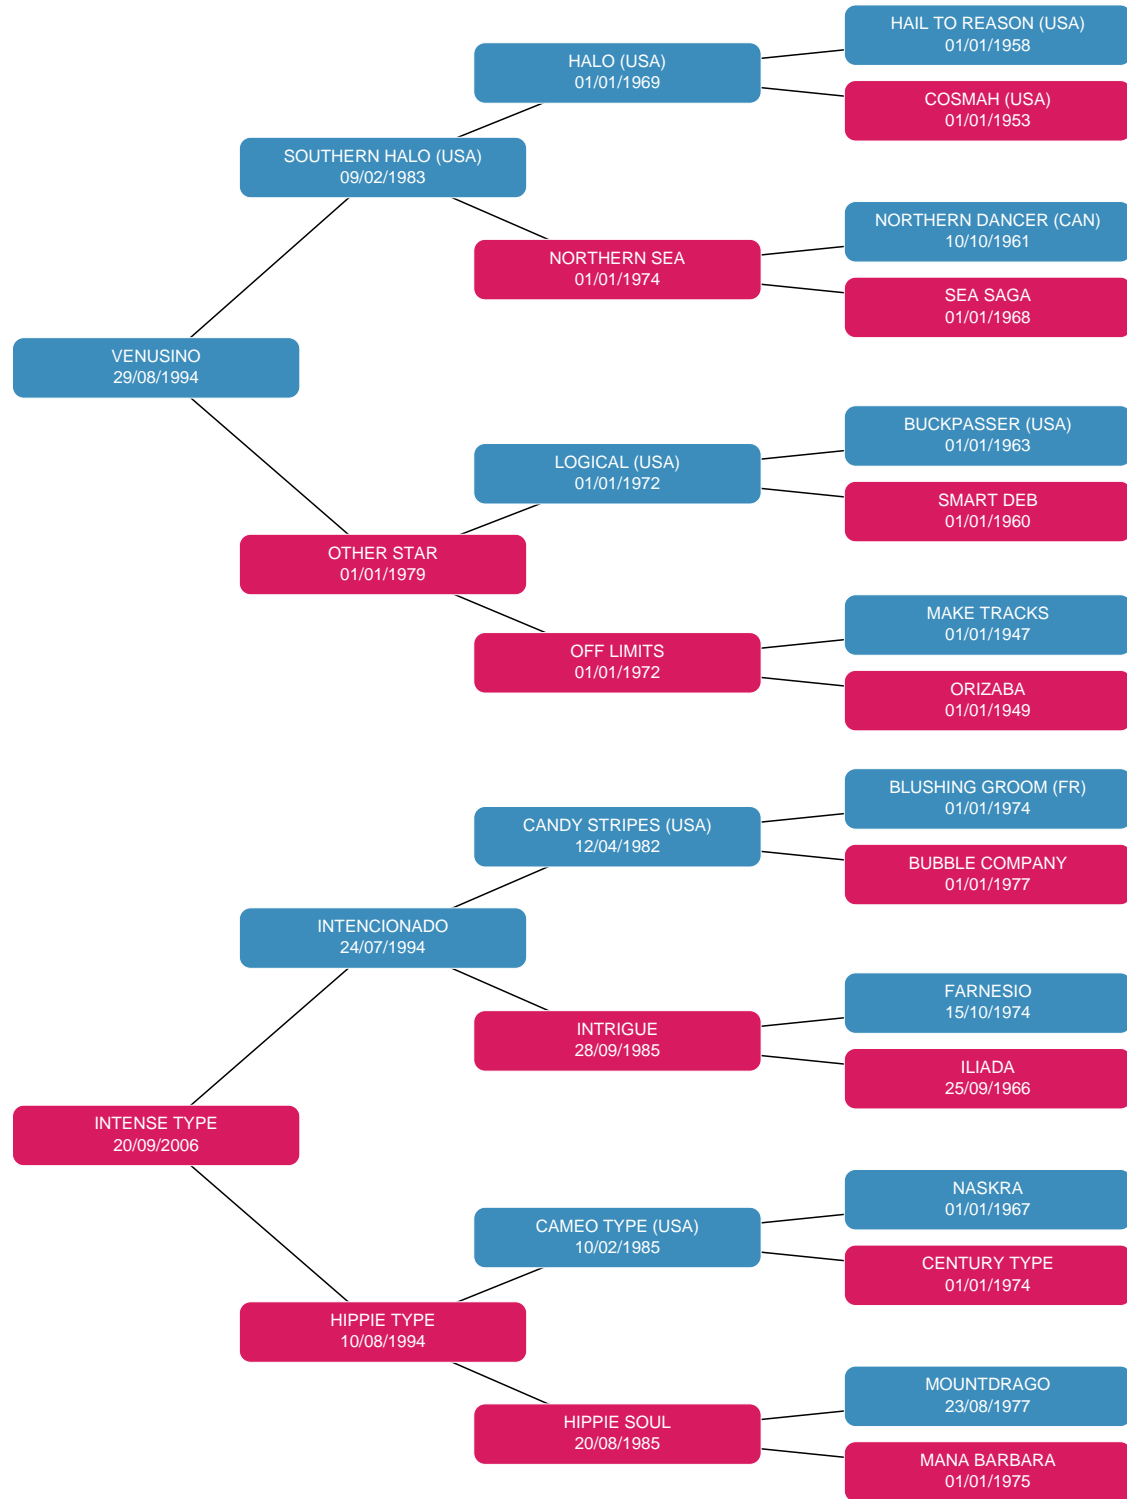 HAIL TO REASON (USA)
01/01/1958
HALO (USA)
01/01/1969
COSMAH (USA)
01/01/1953
SOUTHERN HALO (USA)
09/02/1983
NORTHERN DANCER (CAN)
10/10/1961
NORTHERN SEA
01/01/1974
SEA SAGA
01/01/1968
VENUSINO
29/08/1994
BUCKPASSER (USA)
01/01/1963
LOGICAL (USA)
01/01/1972
SMART DEB
01/01/1960
OTHER STAR
01/01/1979
MAKE TRACKS
01/01/1947
OFF LIMITS
01/01/1972
ORIZABA
01/01/1949
BLUSHING GROOM (FR)
01/01/1974
CANDY STRIPES (USA)
12/04/1982
BUBBLE COMPANY
01/01/1977
INTENCIONADO
24/07/1994
FARNESIO
15/10/1974
INTRIGUE
28/09/1985
ILIADA
25/09/1966
INTENSE TYPE
20/09/2006
NASKRA
01/01/1967
CAMEO TYPE (USA)
10/02/1985
CENTURY TYPE
01/01/1974
HIPPIE TYPE
10/08/1994
MOUNTDRAGO
23/08/1977
HIPPIE SOUL
20/08/1985
MANA BARBARA
01/01/1975